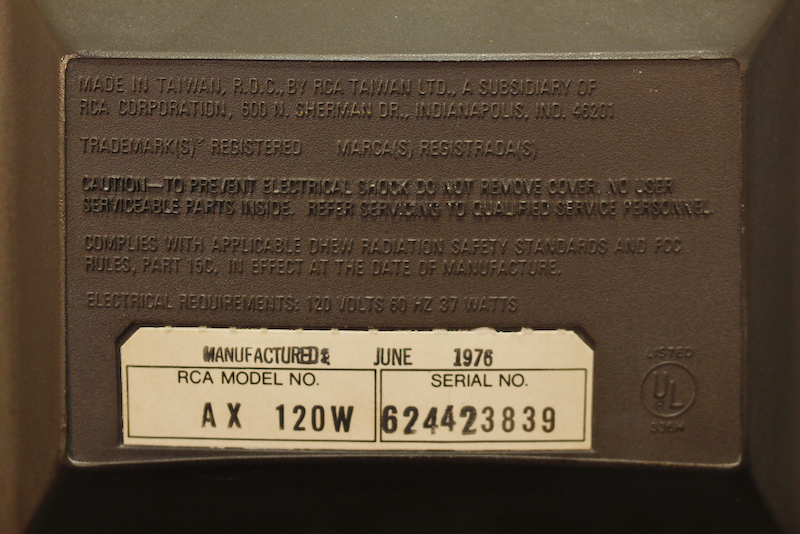 MADE IN TAIWAN, R.O.C., BY RCA TAIWAN LTD., A SUBSIDIARY OF
RCA CORPORATION, 600 N. SHERMAN DR., INDIANAPOLIS, IND. 46201
TRADEMARK(S)® REGISTERED MARCA(S) REGISTRADA(S)
CAUTION—TO PREVENT ELECTRICAL SHOCK DO NOT REMOVE COVER. NO USER
SERVICEABLE PARTS INSIDE. REFER SERVICING TO QUALIFIED SERVICE PERSONNEL.
COMPLIES WITH APPLICABLE DHEW RADIATION SAFETY STANDARDS AND FCC
RULES, PART 15C, IN EFFECT AT THE DATE OF MANUFACTURE.
ELECTRICAL REQUIREMENTS: 120 VOLTS 60 HZ 37 WATTS
MANUFACTURED: JUNE 1976
RCA MODEL NO. SERIAL NO.
AX 120W 624423839
LISTED
UL